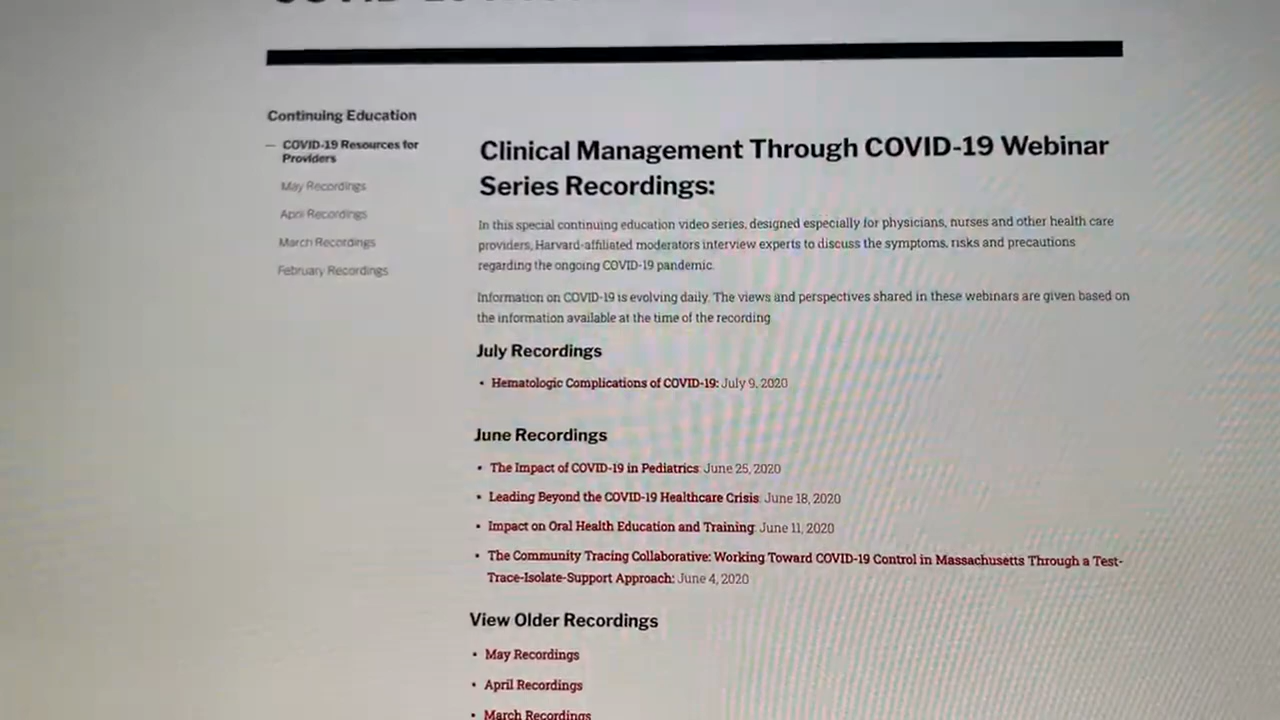 Continuing Education
— COVID-19 Resources for
Providers
May Recordings
April Recordings
March Recordings
February Recordings
Clinical Management Through COVID-19 Webinar
Series Recordings:
In this special continuing education video series, designed especially for physicians, nurses and other health care
providers, Harvard-affiliated moderators interview experts to discuss the symptoms, risks and precautions
regarding the ongoing COVID-19 pandemic.
Information on COVID-19 is evolving daily. The views and perspectives shared in these webinars are given based on
the information available at the time of the recording
July Recordings
• Hematologic Complications of COVID-19: July 9, 2020
June Recordings
• The Impact of COVID-19 in Pediatrics: June 25, 2020
• Leading Beyond the COVID-19 Healthcare Crisis: June 18, 2020
• Impact on Oral Health Education and Training: June 11, 2020
• The Community Tracing Collaborative: Working Toward COVID-19 Control in Massachusetts Through a Test-
Trace-Isolate-Support Approach: June 4, 2020
View Older Recordings
• May Recordings
• April Recordings
• March Recordings